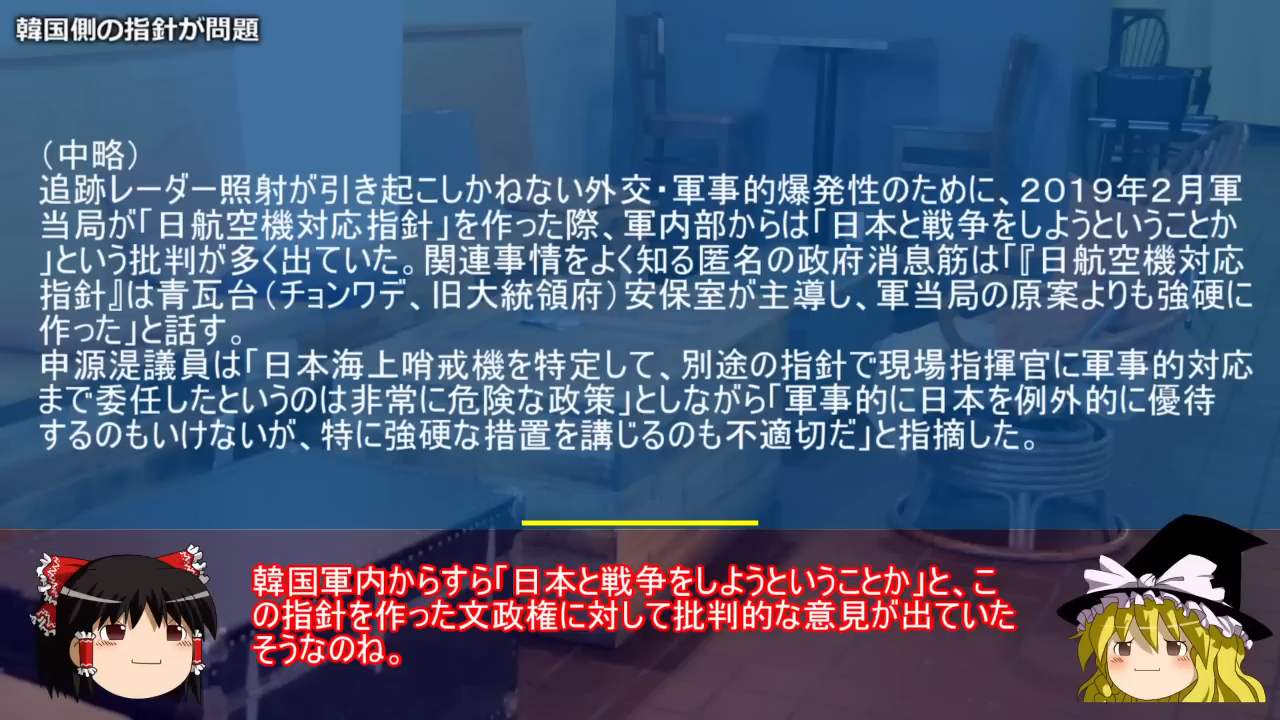 韓国側の指針が問題
（中略）
追跡レーダー照射が引き起こしかねない外交・軍事的爆発性のために、２０１９年２月軍
当局が「日航空機対応指針」を作った際、軍内部からは「日本と戦争をしようということか
」という批判が多く出ていた。関連事情をよく知る匿名の政府消息筋は「『日航空機対応
指針』は青瓦台（チョンワデ、旧大統領府）安保室が主導し、軍当局の原案よりも強硬に
作った」と話す。
申源湜議員は「日本海上哨戒機を特定して、別途の指針で現場指揮官に軍事的対応
まで委任したというのは非常に危険な政策」としながら「軍事的に日本を例外的に優待
するのもいけないが、特に強硬な措置を講じるのも不適切だ」と指摘した。
韓国軍内からすら「日本と戦争をしようということか」と、こ
の指針を作った文政権に対して批判的な意見が出ていた
そうなのね。